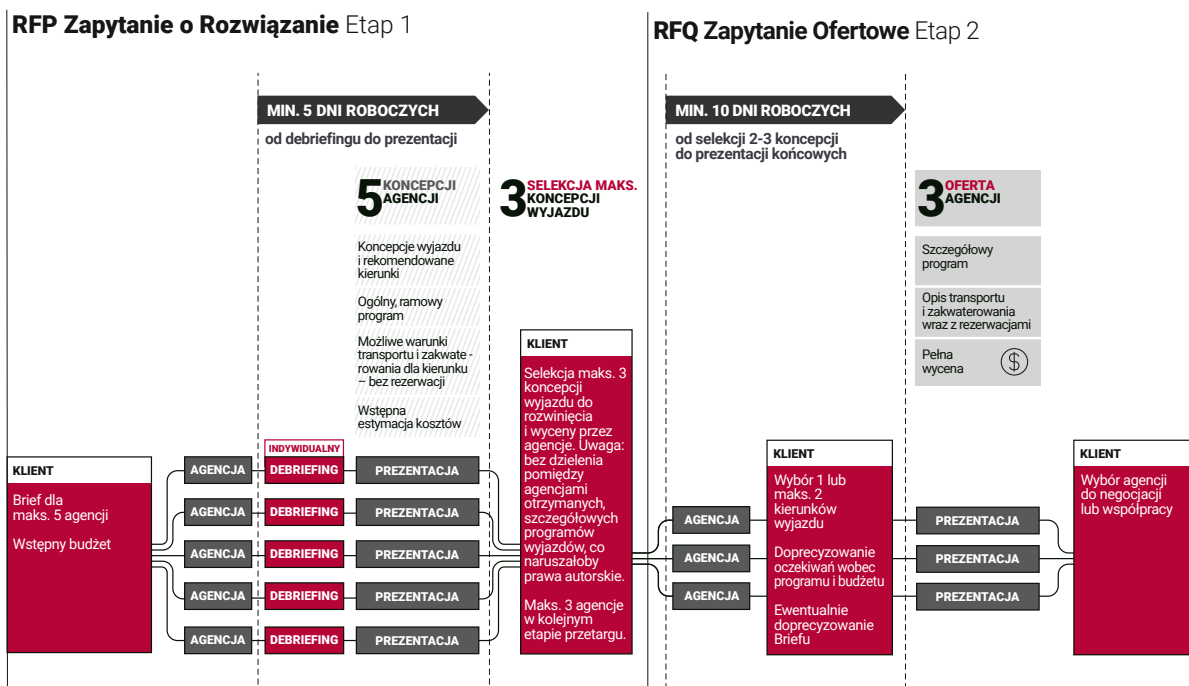 RFP Zapytanie o Rozwiązanie Etap 1
MIN. 5 DNI ROBOCZYCH
od debriefingu do prezentacji
5 KONCEPCJI
AGENCJI
3 SELEKCJA MAKS.
KONCEPCJI
WYJAZDU
Koncepcje wyjazdu
i rekomendowane
kierunki
Ogólny, ramowy
program
Możliwe warunki
transportu i zakwate -
rowania dla kierunku
– bez rezerwacji
Wstępna
estymacja kosztów
KLIENT
Brief dla
maks. 5 agencji
Wstępny budżet
INDYWIDUALNY
AGENCJA DEBRIEFING PREZENTACJA
AGENCJA DEBRIEFING PREZENTACJA
AGENCJA DEBRIEFING PREZENTACJA
AGENCJA DEBRIEFING PREZENTACJA
AGENCJA DEBRIEFING PREZENTACJA
KLIENT
Selekcja maks. 3
koncepcji
wyjazdu do
rozwinięcia
i wyceny przez
agencje. Uwaga:
bez dzielenia
pomiędzy
agencjami
otrzymanych,
szczegółowych
programów
wyjazdów, co
naruszałoby
prawa autorskie.
Maks. 3 agencje
w kolejnym
etapie przetargu.
RFQ Zapytanie Ofertowe Etap 2
MIN. 10 DNI ROBOCZYCH
od selekcji 2-3 koncepcji
do prezentacji końcowych
3 OFERTA
AGENCJI
Szczegółowy
program
Opis transportu
i zakwaterowania
wraz z rezerwacjami
Pełna
wycena
$
AGENCJA
AGENCJA
AGENCJA
KLIENT
Wybór 1 lub
maks. 2
kierunków
wyjazdu
Doprecyzowanie
oczekiwań wobec
programu i budżetu
Ewentualnie
doprecyzowanie
Briefu
PREZENTACJA
PREZENTACJA
PREZENTACJA
KLIENT
Wybór agencji
do negocjacji
lub współpracy